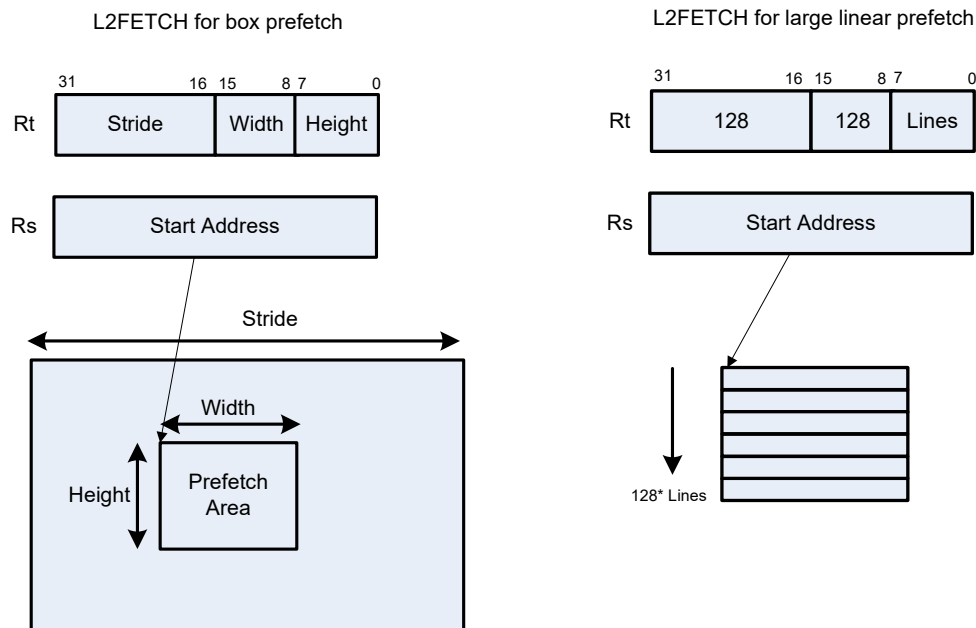 L2FETCH for box prefetch
31 16 15 8 7 0
Rt Stride Width Height
Rs Start Address
Stride
Width
Height
Prefetch
Area
L2FETCH for large linear prefetch
31 16 15 8 7 0
Rt 128 128 Lines
Rs Start Address
128* Lines